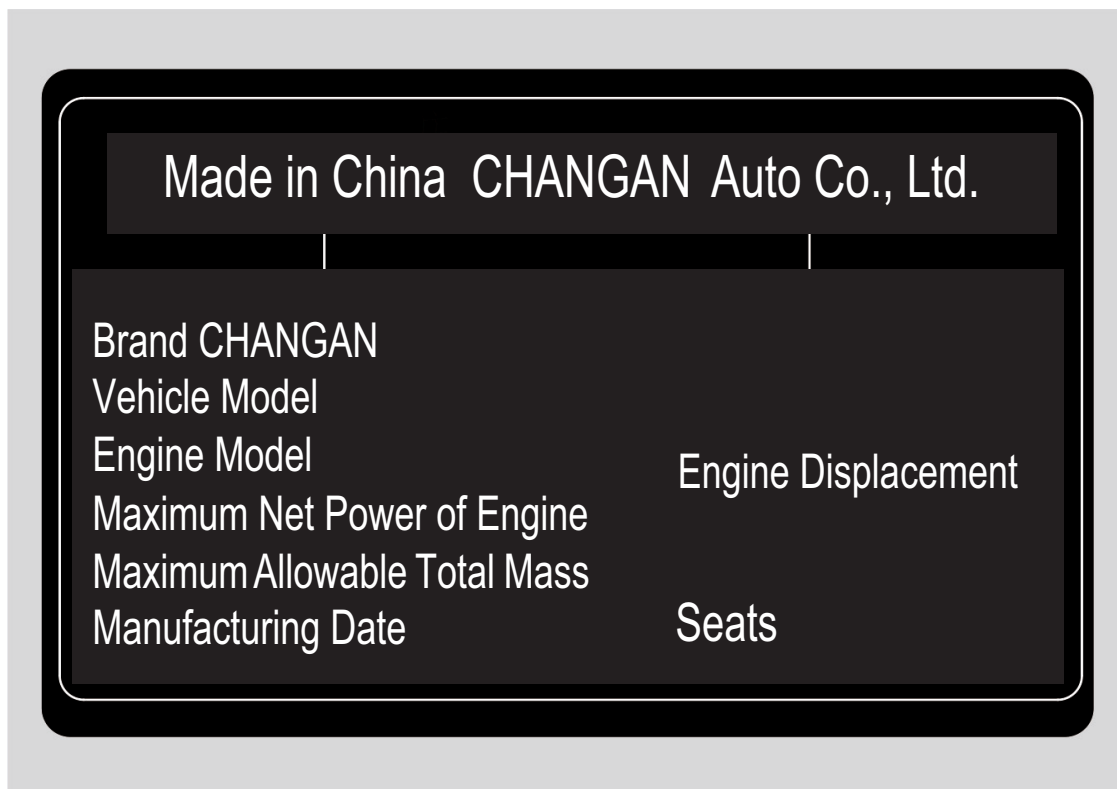 Made in China CHANGAN Auto Co., Ltd.
Brand CHANGAN
Vehicle Model
Engine Model
Engine Displacement
Maximum Net Power of Engine
Maximum Allowable Total Mass
Manufacturing Date
Seats